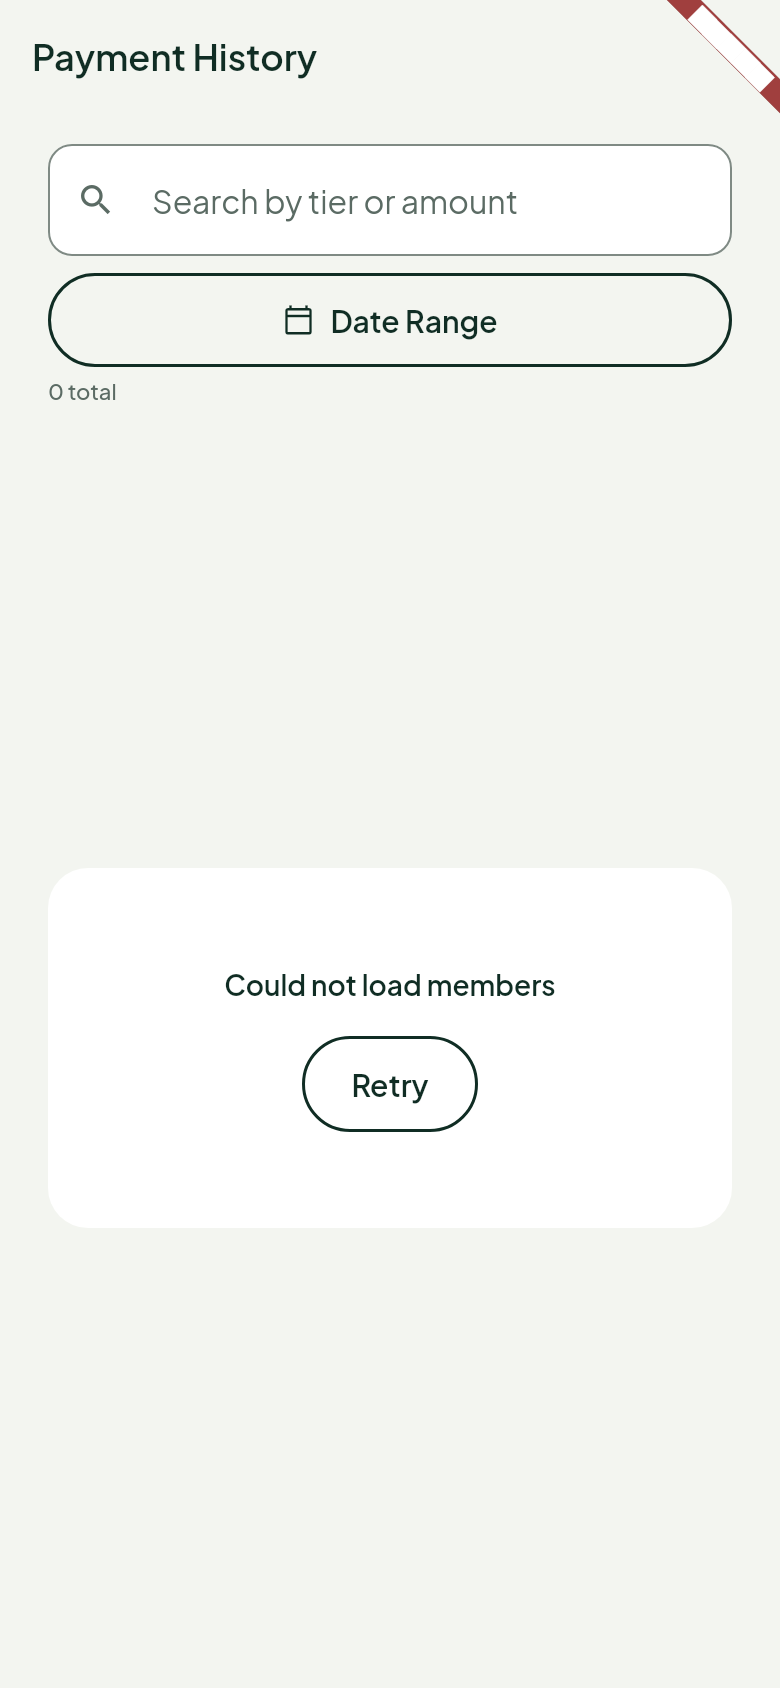 Payment History
Search by tier or amount
Date Range
0 total
Could not load members
Retry